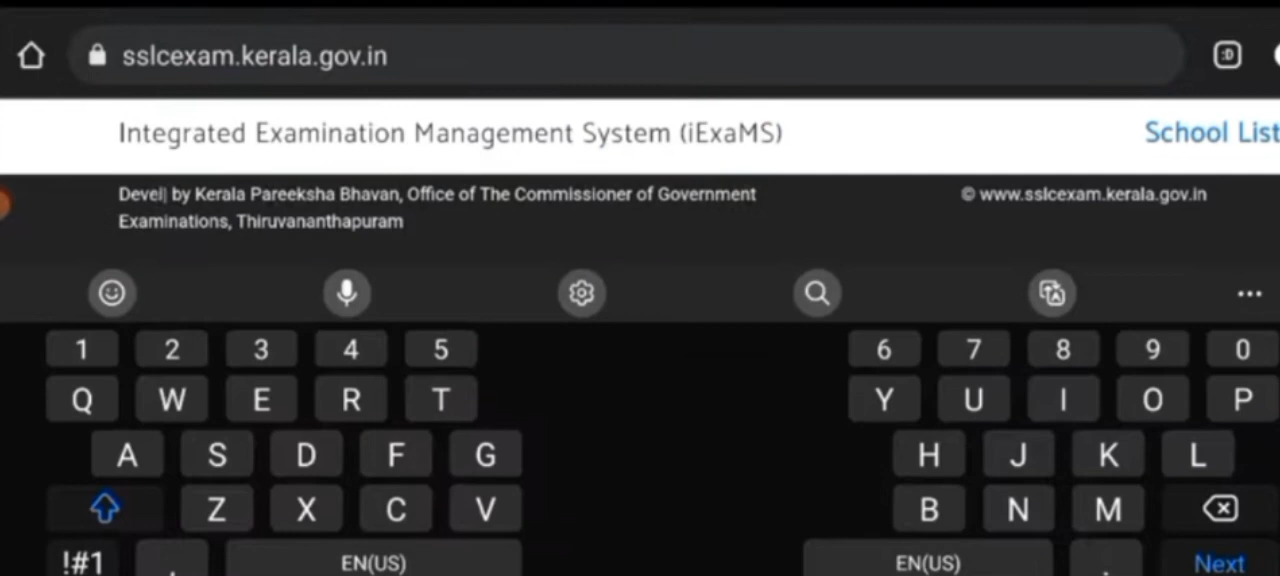 sslcexam.kerala.gov.in
:D
Integrated Examination Management System (iExaMS)
School List
Devel| by Kerala Pareeksha Bhavan, Office of The Commissioner of Government
Examinations, Thiruvananthapuram
© www.sslcexam.kerala.gov.in
1 2 3 4 5 6 7 8 9 0
Q W E R T Y U I O P
A S D F G H J K L
Z X C V B N M
!#1 , EN(US) EN(US) . Next